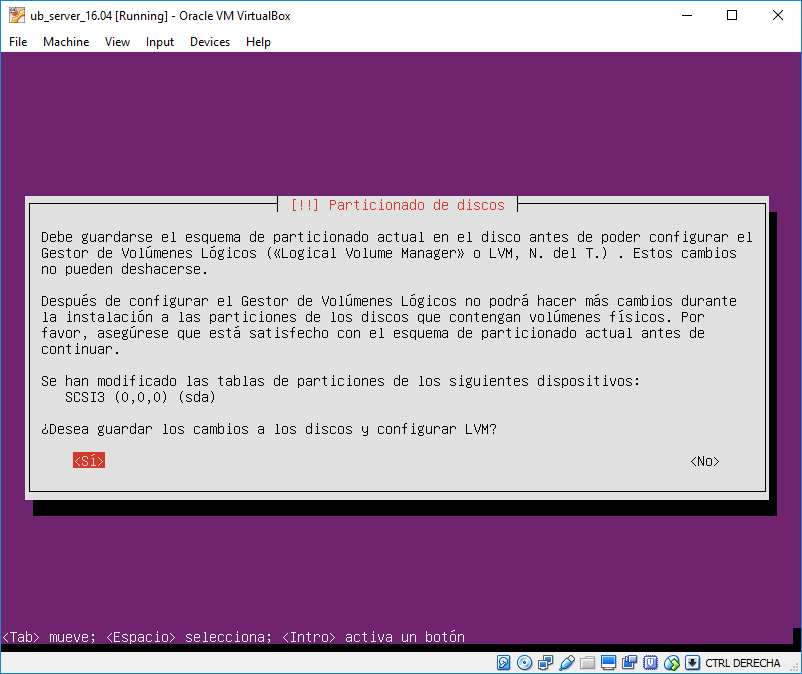 ub_server_16.04 [Running] - Oracle VM VirtualBox
File Machine View Input Devices Help
[!!] Particionado de discos
Debe guardarse el esquema de particionado actual en el disco antes de poder configurar el
Gestor de Volúmenes Lógicos («Logical Volume Manager» o LVM, N. del T.) . Estos cambios
no pueden deshacerse.
Después de configurar el Gestor de Volúmenes Lógicos no podrá hacer más cambios durante
la instalación a las particiones de los discos que contengan volúmenes físicos. Por
favor, asegúrese que está satisfecho con el esquema de particionado actual antes de
continuar.
Se han modificado las tablas de particiones de los siguientes dispositivos:
SCSI3 (0,0,0) (sda)
¿Desea guardar los cambios a los discos y configurar LVM?
<Sí> <No>
<Tab> mueve; <Espacio> selecciona; <Intro> activa un botón
CTRL DERECHA